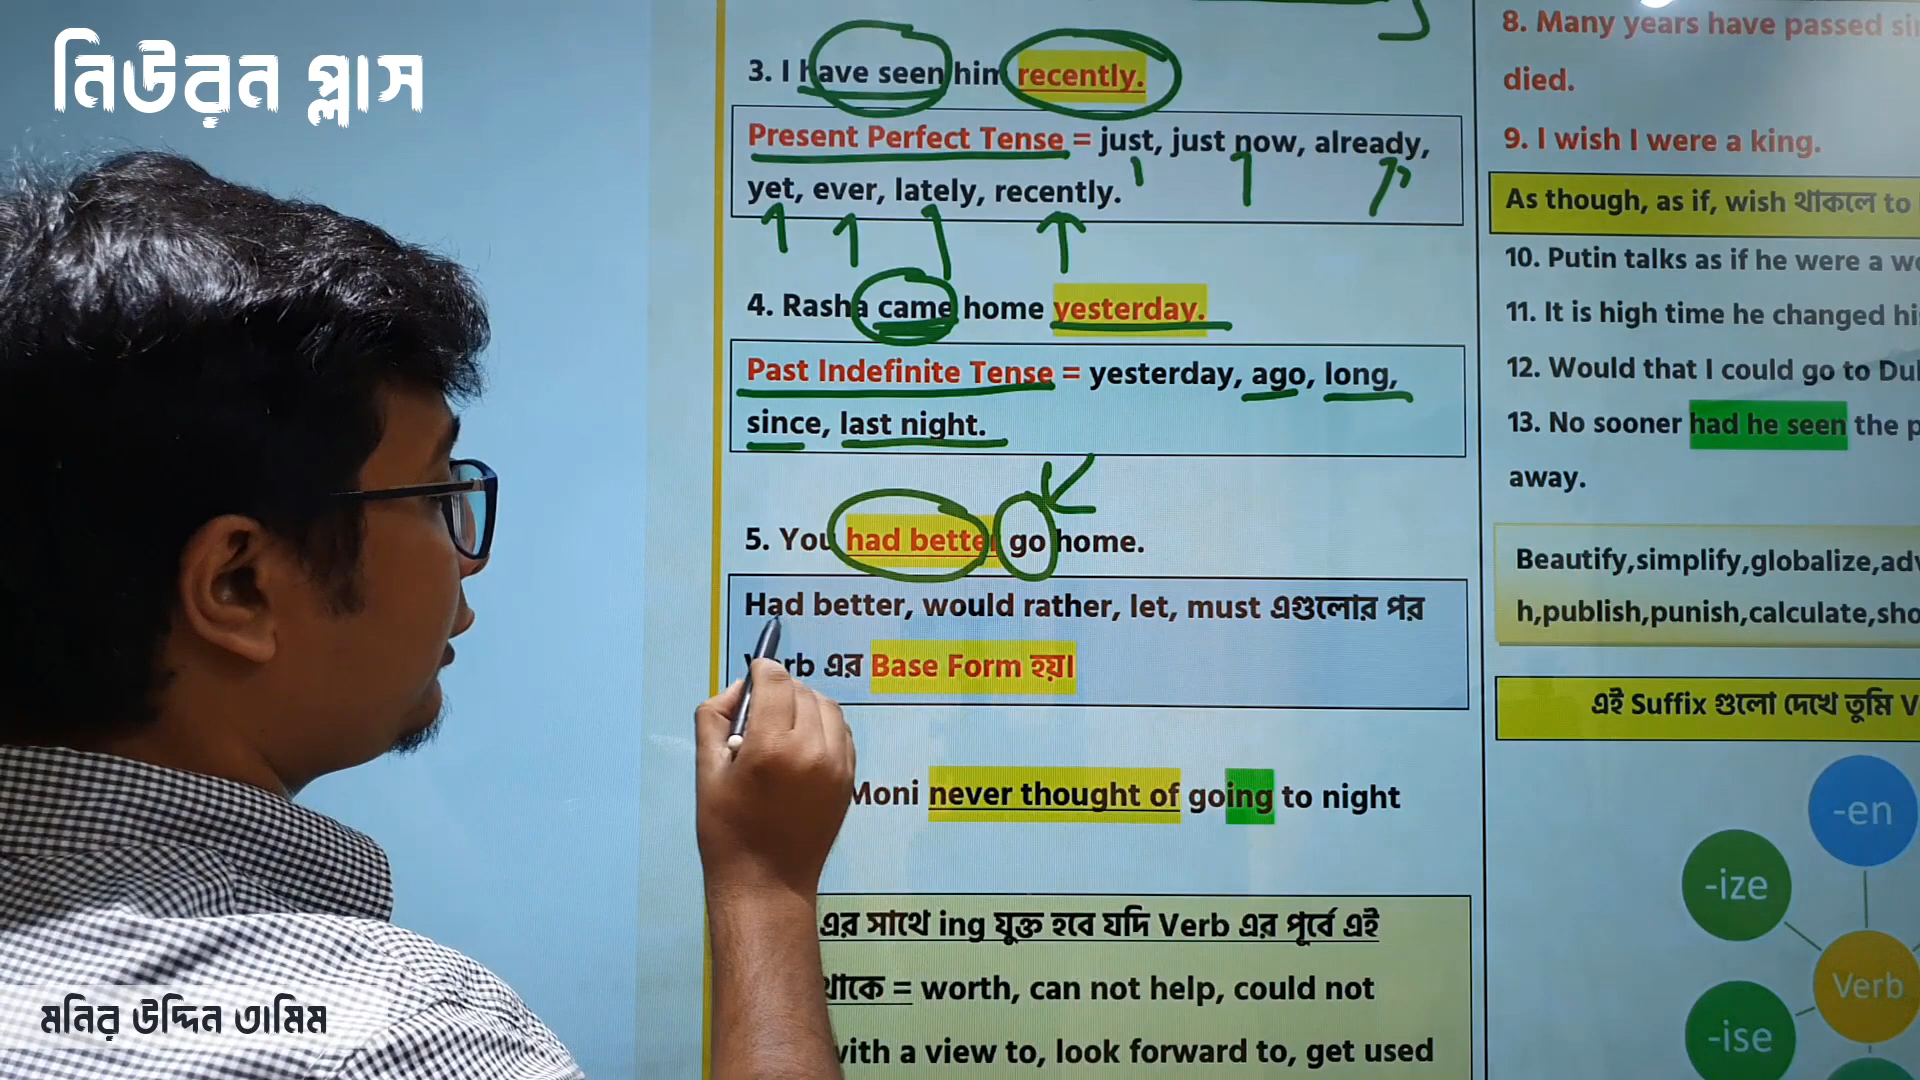 নিউরন প্লাস
3. I have seen him recently.
Present Perfect Tense = just, just now, already,
yet, ever, lately, recently.
4. Rasha came home yesterday.
Past Indefinite Tense = yesterday, ago, long,
since, last night.
5. You had better go home.
Had better, would rather, let, must এগুলোর পর
Verb এর Base Form হয়।
Moni never thought of going to night
এর সাথে ing যুক্ত হবে যদি Verb এর পূর্বে এই
থাকে = worth, can not help, could not
with a view to, look forward to, get used
8. Many years have passed
died.
9. I wish I were a king.
As though, as if, wish থাকলে to
10. Putin talks as if he were a
11. It is high time he changed
12. Would that I could go to
13. No sooner had he seen the
away.
Beautify,simplify,globalize,
h,publish,punish,calculate,
এই Suffix গুলো দেখে তুমি
-en
-ize
Verb
-ise
মনির উদ্দিন তামিম